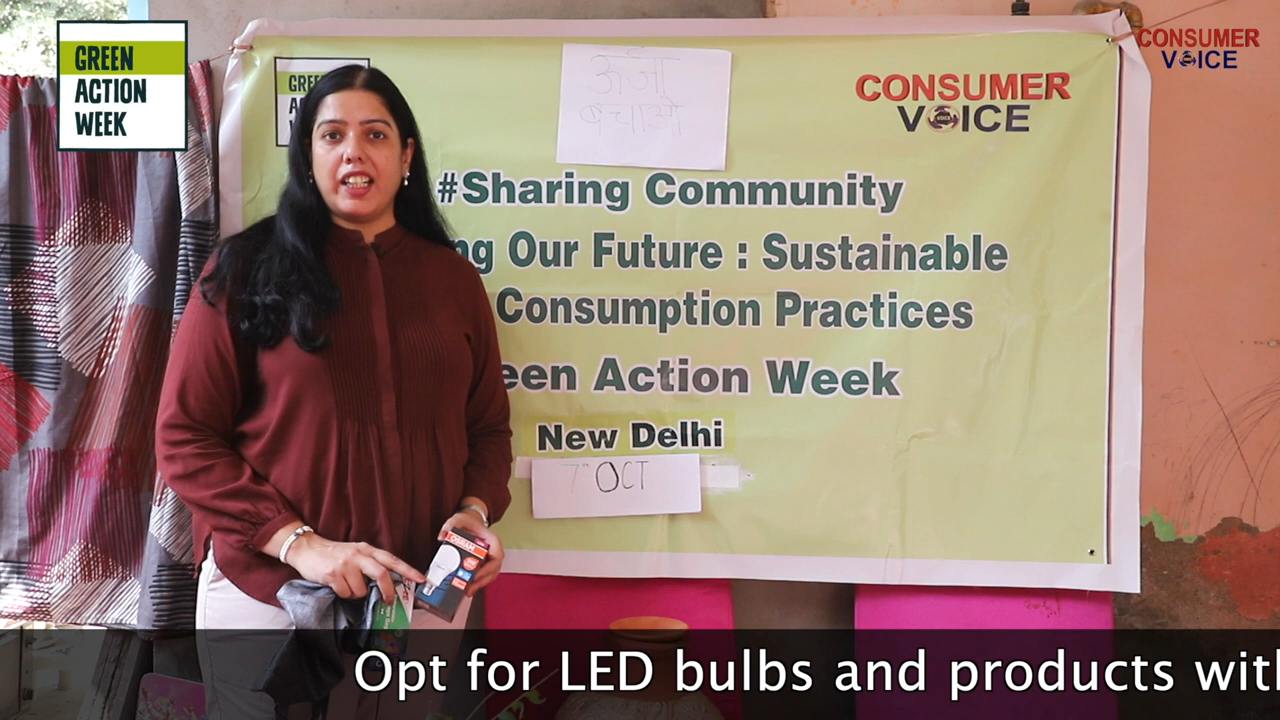 GREEN
ACTION
WEEK
CONSUMER
VOICE
GREE
CONSUMER
VOICE
ऊर्जा
बचाओ
#Sharing Community
ng Our Future : Sustainable
Consumption Practices
een Action Week
New Delhi
7th OCT
OSRAM
Opt for LED bulbs and products with